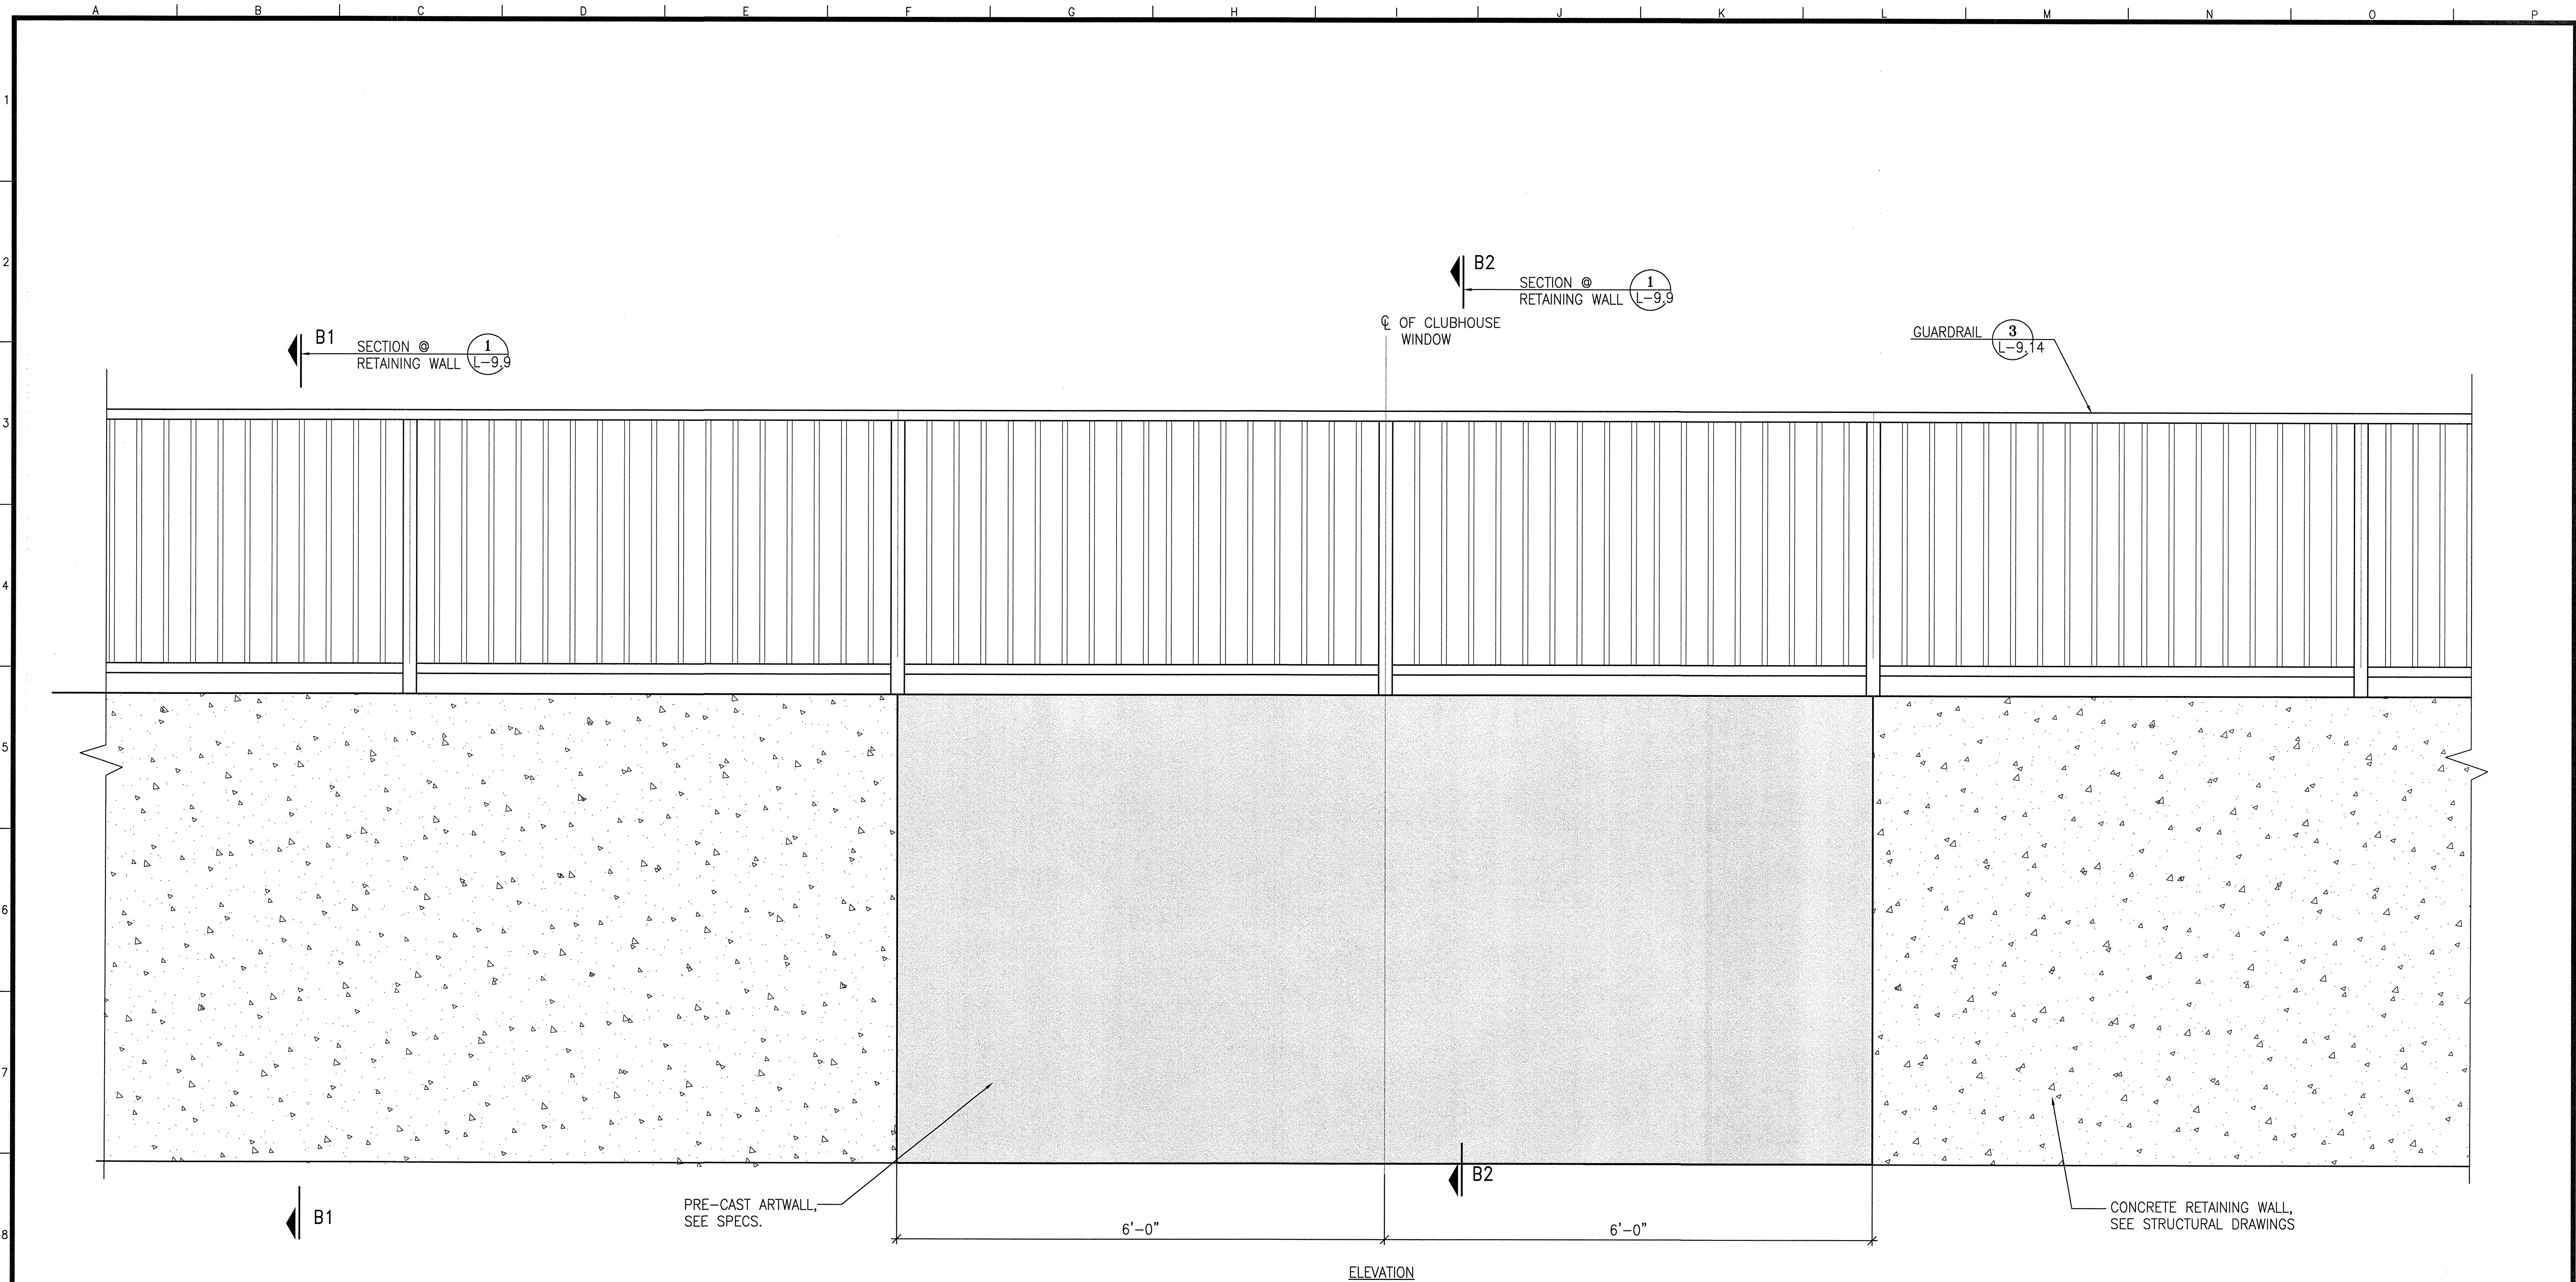 A B C D E F G H I J K L M N O P
1
2
3
4
5
6
7
8
B1
SECTION @
RETAINING WALL
1
L-9.9
B2
SECTION @
RETAINING WALL
1
L-9.9
℄ OF CLUBHOUSE
WINDOW
GUARDRAIL
3
L-9.14
B1
PRE-CAST ARTWALL,
SEE SPECS.
B2
6'-0"
6'-0"
CONCRETE RETAINING WALL,
SEE STRUCTURAL DRAWINGS
ELEVATION